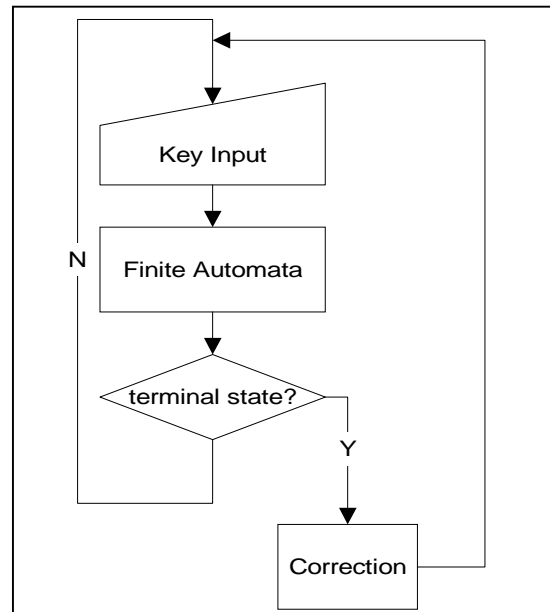 Key Input
N
Finite Automata
terminal state?
Y
Correction